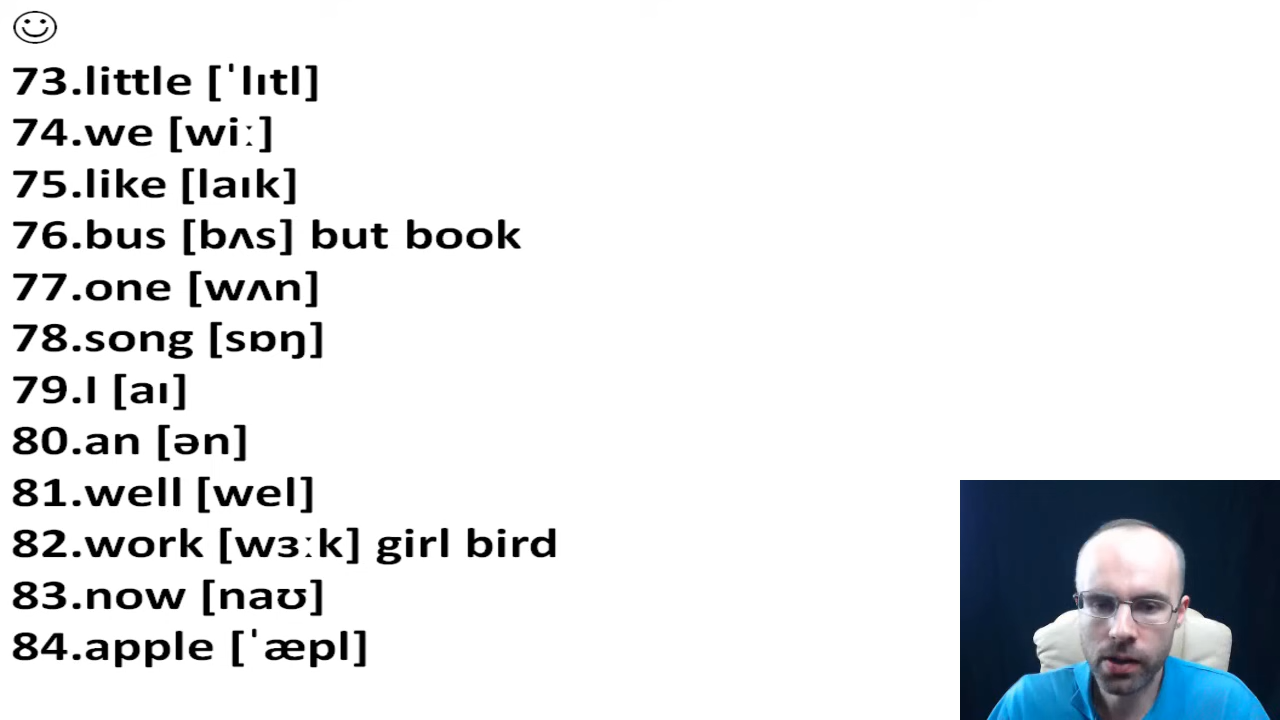 73.little [ˈlɪtl]
74.we [wiː]
75.like [laɪk]
76.bus [bʌs] but book
77.one [wʌn]
78.song [sɒŋ]
79.I [aɪ]
80.an [ən]
81.well [wel]
82.work [wɜːk] girl bird
83.now [naʊ]
84.apple [ˈæpl]